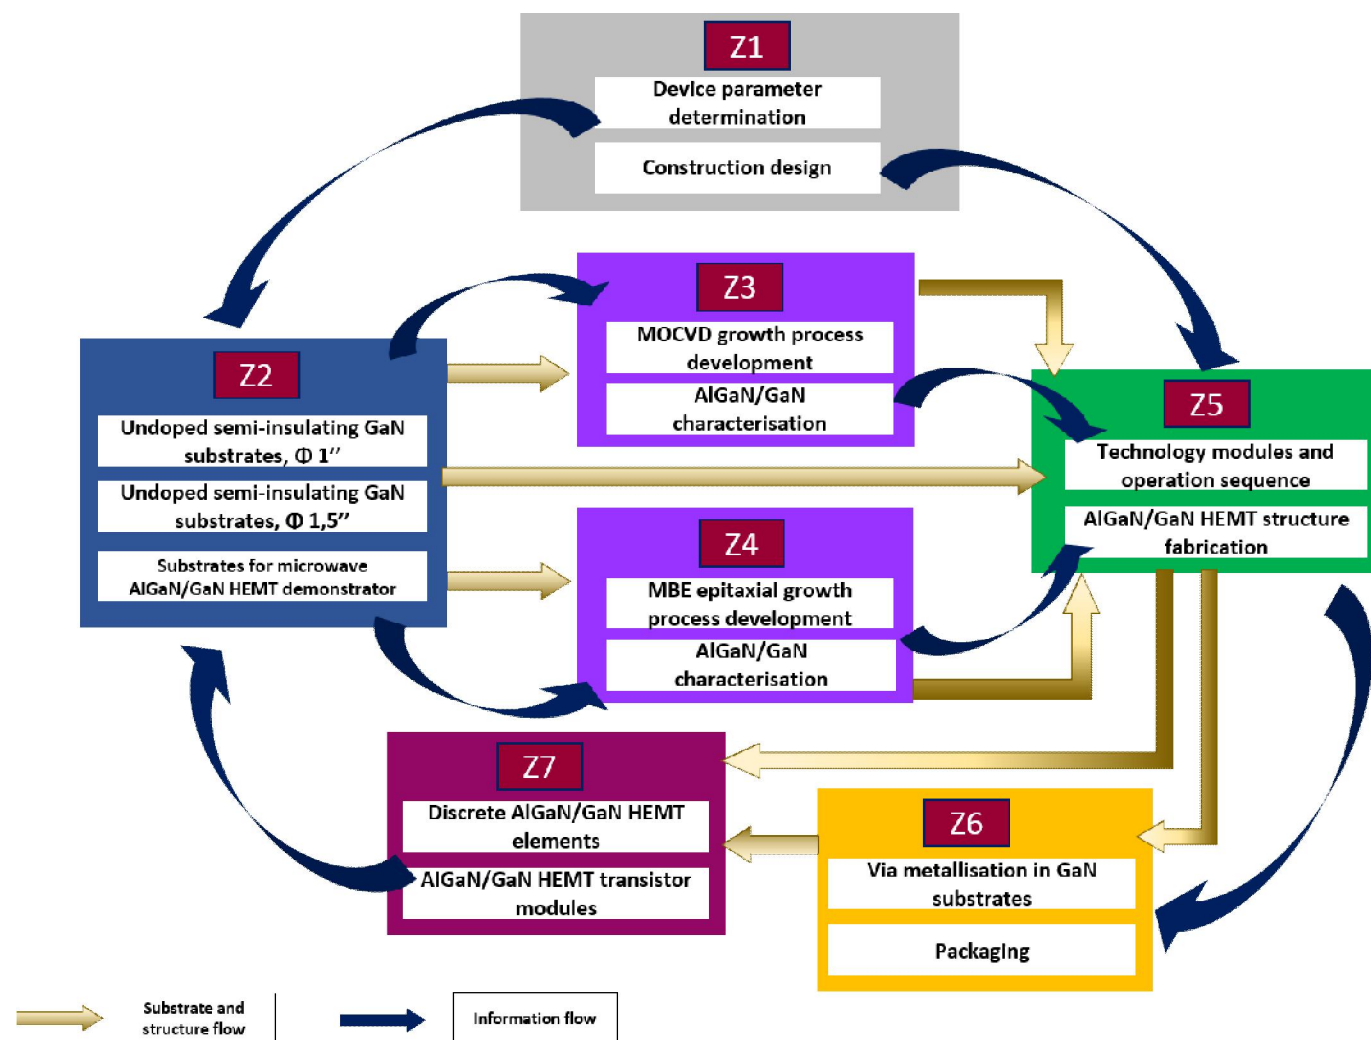 Z1
Device parameter
determination
Construction design
Z2
Undoped semi-insulating GaN
substrates, Φ 1’’
Undoped semi-insulating GaN
substrates, Φ 1,5’’
Substrates for microwave
AlGaN/GaN HEMT demonstrator
Z3
MOCVD growth process
development
AlGaN/GaN
characterisation
Z4
MBE epitaxial growth
process development
AlGaN/GaN
characterisation
Z5
Technology modules and
operation sequence
AlGaN/GaN HEMT structure
fabrication
Z7
Discrete AlGaN/GaN HEMT
elements
AlGaN/GaN HEMT transistor
modules
Z6
Via metallisation in GaN
substrates
Packaging
Substrate and
structure flow
Information flow